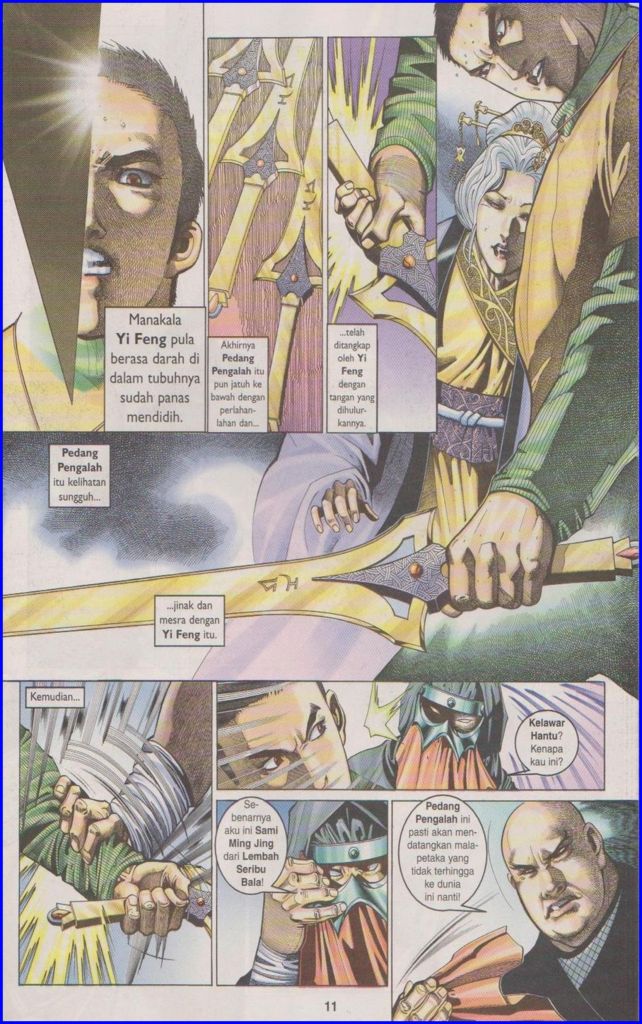 Manakala
Yi Feng pula
berasa darah di
dalam tubuhnya
sudah panas
mendidih.
Akhirnya
Pedang
Pengalah itu
pun jatuh ke
bawah dengan
perlahan-
lahan dan...
...telah
ditangkap
oleh Yi
Feng
dengan
tangan yang
dihulur-
kannya.
Pedang
Pengalah
itu kelihatan
sungguh...
...jinak dan
mesra dengan
Yi Feng itu.
Kemudian...
Kelawar
Hantu?
Kenapa
kau ini?
Se-
benarnya
aku ini Sami
Ming Jing
dari Lembah
Seribu
Bala!
Pedang
Pengalah ini
pasti akan men-
datangkan mala-
petaka yang
tidak terhingga
ke dunia
ini nanti!
11